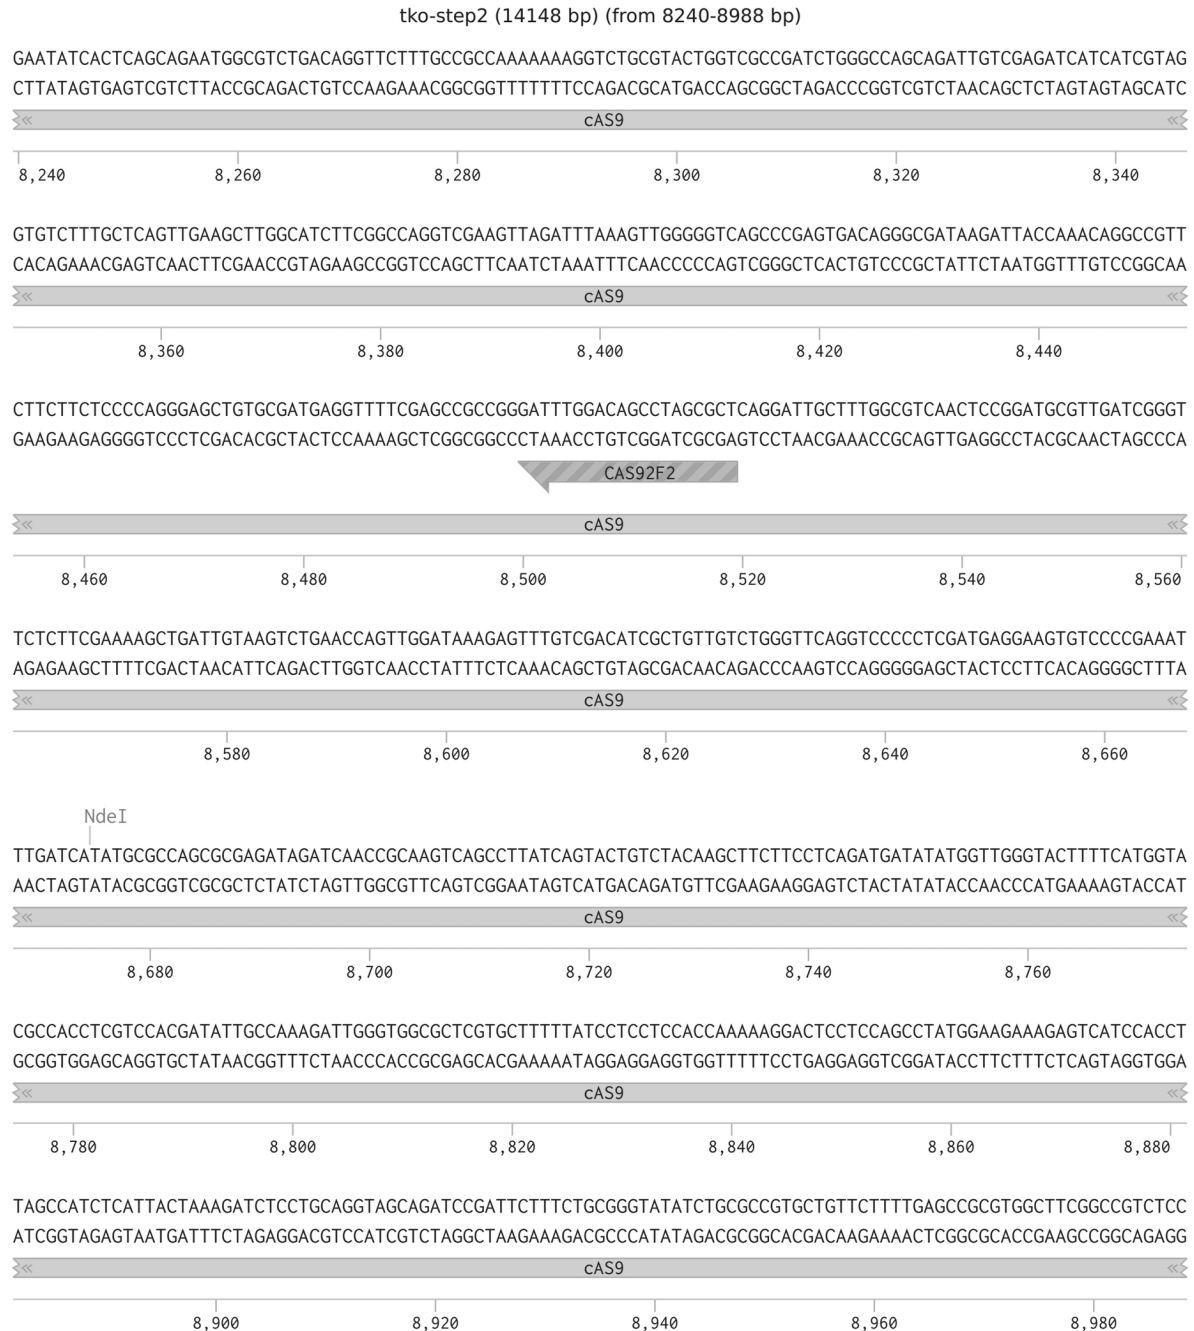 tko-step2 (14148 bp) (from 8240-8988 bp)
GAATATCACTCAGCAGAATGGCGTCTGACAGGTTCTTTGCCGCCAAAAAAAGGTCTGCGTACTGGTCGCCGATCTGGGCCAGCAGATTGTCGAGATCATCATCGTAG
CTTATAGTGAGTCGTCTTACCGCAGACTGTCCAAGAAACGGCGGTTTTTTTCCAGACGCATGACCAGCGGCTAGACCCGGTCGTCTAACAGCTCTAGTAGTAGCATC
cAS9
8,240 8,260 8,280 8,300 8,320 8,340
GTGTCTTTGCTCAGTTGAAGCTTGGCATCTTCGGCCAGGTCGAAGTTAGATTTAAAGTTGGGGGTCAGCCCGAGTGACAGGGCGATAAGATTACCAAACAGGCCGTT
CACAGAAACGAGTCAACTTCGAACCGTAGAAGCCGGTCCAGCTTCAATCTAAATTTCAACCCCCAGTCGGGCTCACTGTCCCGCTATTCTAATGGTTTGTCCGGCAA
cAS9
8,360 8,380 8,400 8,420 8,440
CTTCTTCTCCCCAGGGAGCTGTGCGATGAGGTTTTCGAGCCGCCGGGATTTGGACAGCCTAGCGCTCAGGATTGCTTTGGCGTCAACTCCGGATGCGTTGATCGGGT
GAAGAAGAGGGGTCCCTCGACACGCTACTCCAAAAGCTCGGCGGCCCTAAACCTGTCGGATCGCGAGTCCTAACGAAACCGCAGTTGAGGCCTACGCAACTAGCCCA
CAS92F2
cAS9
8,460 8,480 8,500 8,520 8,540 8,560
TCTCTTCGAAAAGCTGATTGTAAGTCTGAACCAGTTGGATAAAGAGTTTGTCGACATCGCTGTTGTCTGGGTTCAGGTCCCCCTCGATGAGGAAGTGTCCCCGAAAT
AGAGAAGCTTTTCGACTAACATTCAGACTTGGTCAACCTATTTCTCAAACAGCTGTAGCGACAACAGACCCAAGTCCAGGGGGAGCTACTCCTTCACAGGGGCTTTA
cAS9
8,580 8,600 8,620 8,640 8,660
NdeI
TTGATCATATGCGCCAGCGCGAGATAGATCAACCGCAAGTCAGCCTTATCAGTACTGTCTACAAGCTTCTTCCTCAGATGATATATGGTTGGGTACTTTTCATGGTA
AACTAGTATACGCGGTCGCGCTCTATCTAGTTGGCGTTCAGTCGGAATAGTCATGACAGATGTTCGAAGAAGGAGTCTACTATATACCAACCCATGAAAAGTACCAT
cAS9
8,680 8,700 8,720 8,740 8,760
CGCCACCTCGTCCACGATATTGCCAAAGATTGGGTGGCGCTCGTGCTTTTTATCCTCCTCCACCAAAAAGGACTCCTCCAGCCTATGGAAGAAAGAGTCATCCACCT
GCGGTGGAGCAGGTGCTATAACGGTTTCTAACCCACCGCGAGCACGAAAAATAGGAGGAGGTGGTTTTTCCTGAGGAGGTCGGATACCTTCTTTCTCAGTAGGTGGA
cAS9
8,780 8,800 8,820 8,840 8,860 8,880
TAGCCATCTCATTACTAAAGATCTCCTGCAGGTAGCAGATCCGATTCTTTCTGCGGGTATATCTGCGCCGTGCTGTTCTTTTGAGCCGCGTGGCTTCGGCCGTCTCC
ATCGGTAGAGTAATGATTTCTAGAGGACGTCCATCGTCTAGGCTAAGAAAGACGCCCATATAGACGCGGCACGACAAGAAAACTCGGCGCACCGAAGCCGGCAGAGG
cAS9
8,900 8,920 8,940 8,960 8,980